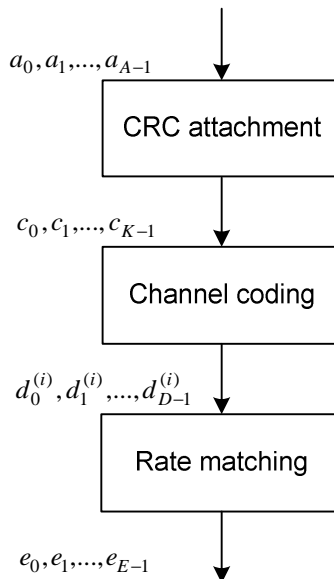 a_0, a_1,..., a_{A-1}
CRC attachment
c_0, c_1,..., c_{K-1}
Channel coding
d_0^{(i)}, d_1^{(i)},..., d_{D-1}^{(i)}
Rate matching
e_0, e_1,..., e_{E-1}